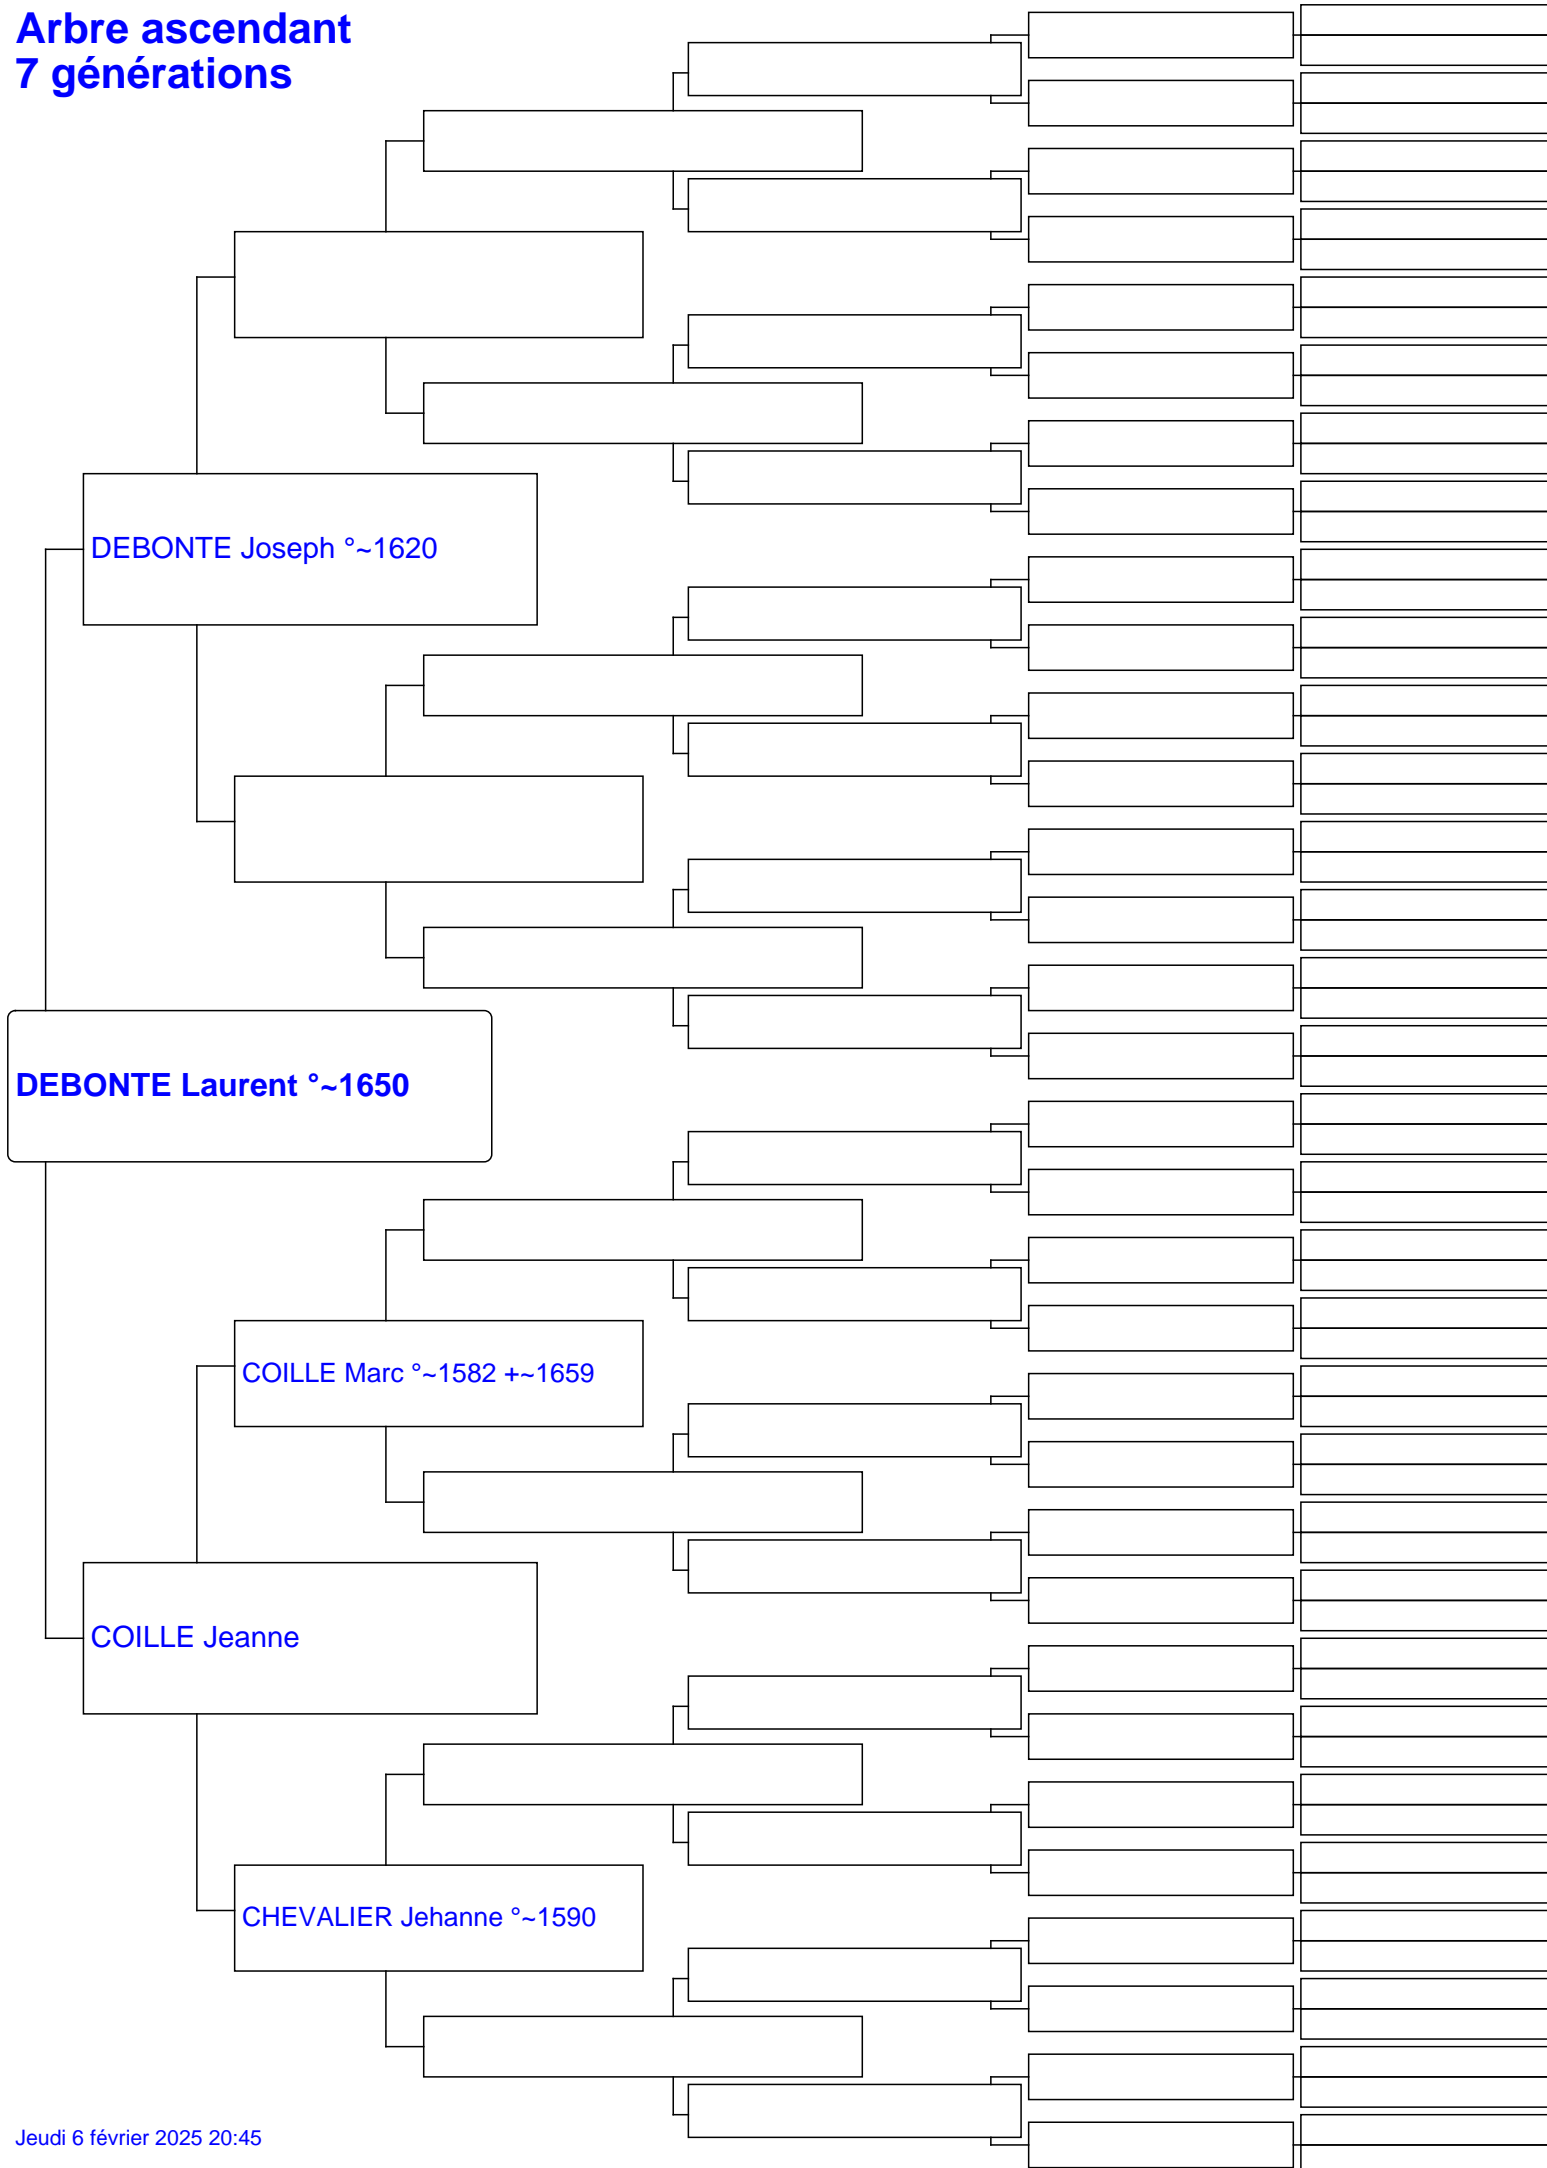 Arbre ascendant
7 générations
DEBONTE Joseph °~1620
DEBONTE Laurent °~1650
COILLE Marc °~1582 +~1659
COILLE Jeanne
CHEVALIER Jehanne °~1590
Jeudi 6 février 2025 20:45